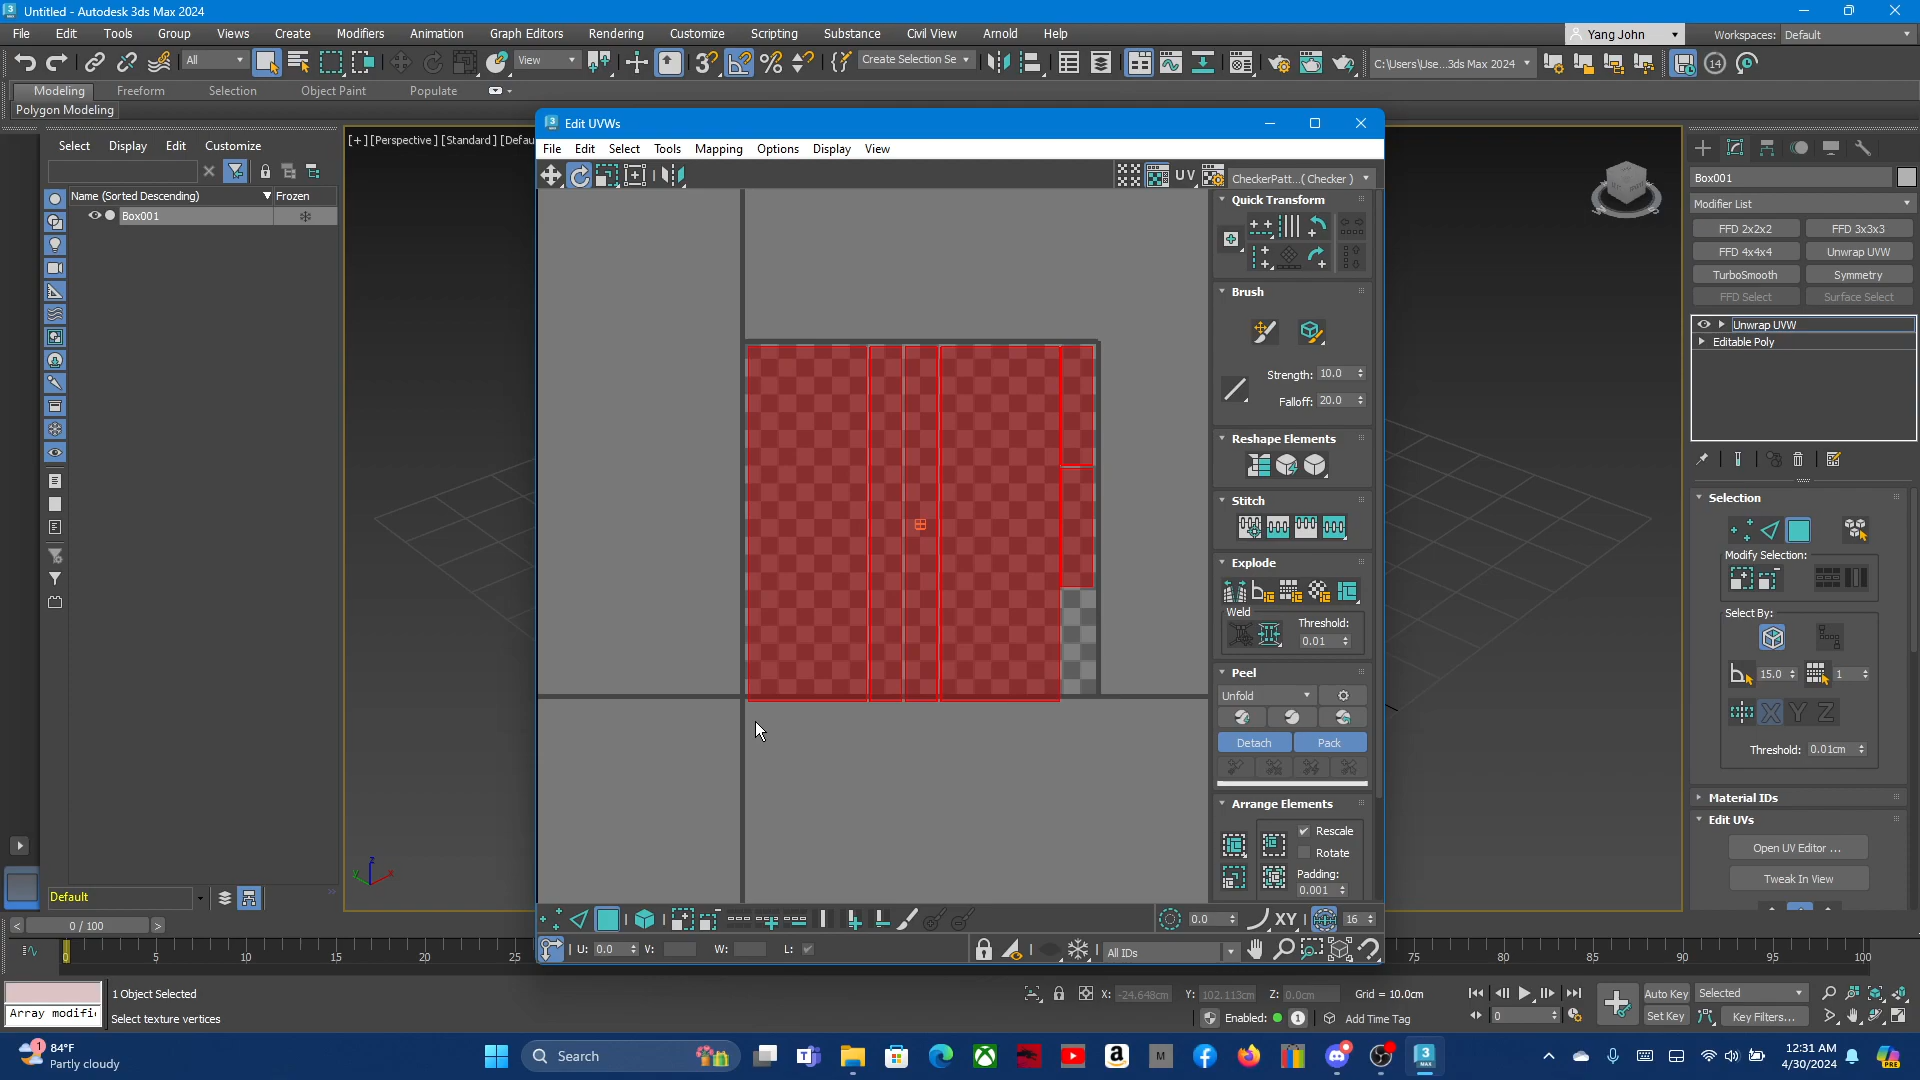 Untitled - Autodesk 3ds Max 2024
File Edit Tools Group Views Create Modifiers Animation Graph Editors Rendering Customize Scripting Substance Civil View Arnold Help
Yang John
Workspaces: Default
All
View
Create Selection Se
C:\Users\Use...3ds Max 2024
14
Modeling Freeform Selection Object Paint Populate
Polygon Modeling
Select Display Edit Customize
Name (Sorted Descending) Frozen
Box001
[+] [Perspective] [Standard] [Defau
Edit UVWs
File Edit Select Tools Mapping Options Display View
UV
CheckerPatt...( Checker )
Quick Transform
Brush
Strength: 10.0
Falloff: 20.0
Reshape Elements
Stitch
Explode
Weld
Threshold:
0.01
Peel
Unfold
Detach Pack
Arrange Elements
Rescale
Rotate
Padding:
0.001
0.0 XY 16
U: 0.0 V: W: L:
All IDs
Box001
Modifier List
FFD 2x2x2 FFD 3x3x3
FFD 4x4x4 Unwrap UVW
TurboSmooth Symmetry
FFD Select Surface Select
Unwrap UVW
Editable Poly
Selection
Modify Selection:
Select By:
15.0 1
X Y Z
Threshold: 0.01cm
Material IDs
Edit UVs
Open UV Editor ...
Tweak In View
z
x
y
Default
0 / 100
0 5 10 15 20 25 75 80 85 90 95 100
1 Object Selected
Array modifi
Select texture vertices
X: -24.648cm Y: 102.113cm Z: 0.0cm Grid = 10.0cm
Enabled: 1 Add Time Tag
0
Auto Key Selected
Set Key Key Filters...
1
84°F
Partly cloudy
Search
12:31 AM
4/30/2024